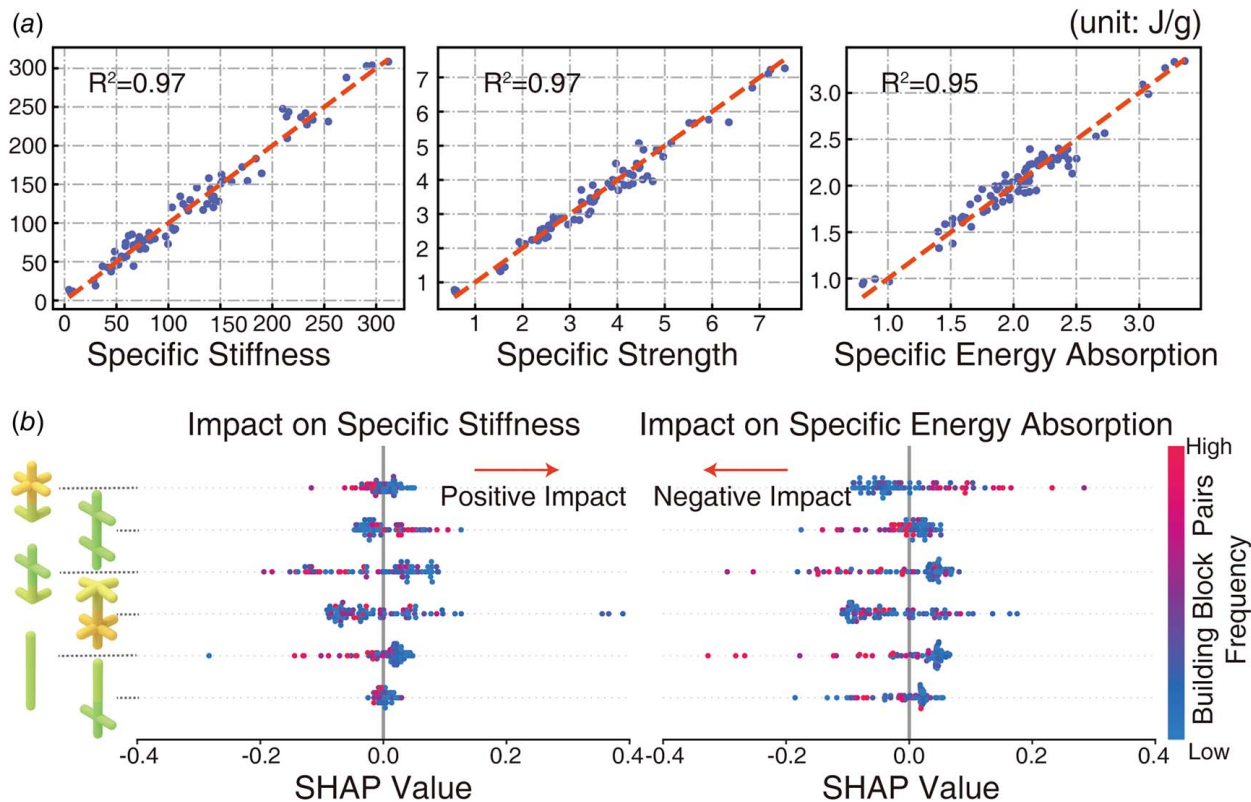 (a)
(unit: J/g)
R²=0.97
300
250
200
150
100
50
0
0 50 100 150 200 250 300
Specific Stiffness
R²=0.97
7
6
5
4
3
2
1
1 2 3 4 5 6 7
Specific Strength
R²=0.95
3.0
2.5
2.0
1.5
1.0
1.0 1.5 2.0 2.5 3.0
Specific Energy Absorption
(b)
Impact on Specific Stiffness
Positive Impact
-0.4 -0.2 0.0 0.2 0.4
SHAP Value
Impact on Specific Energy Absorption
Negative Impact
-0.4 -0.2 0.0 0.2 0.4
SHAP Value
High
Building Block Pairs
Frequency
Low